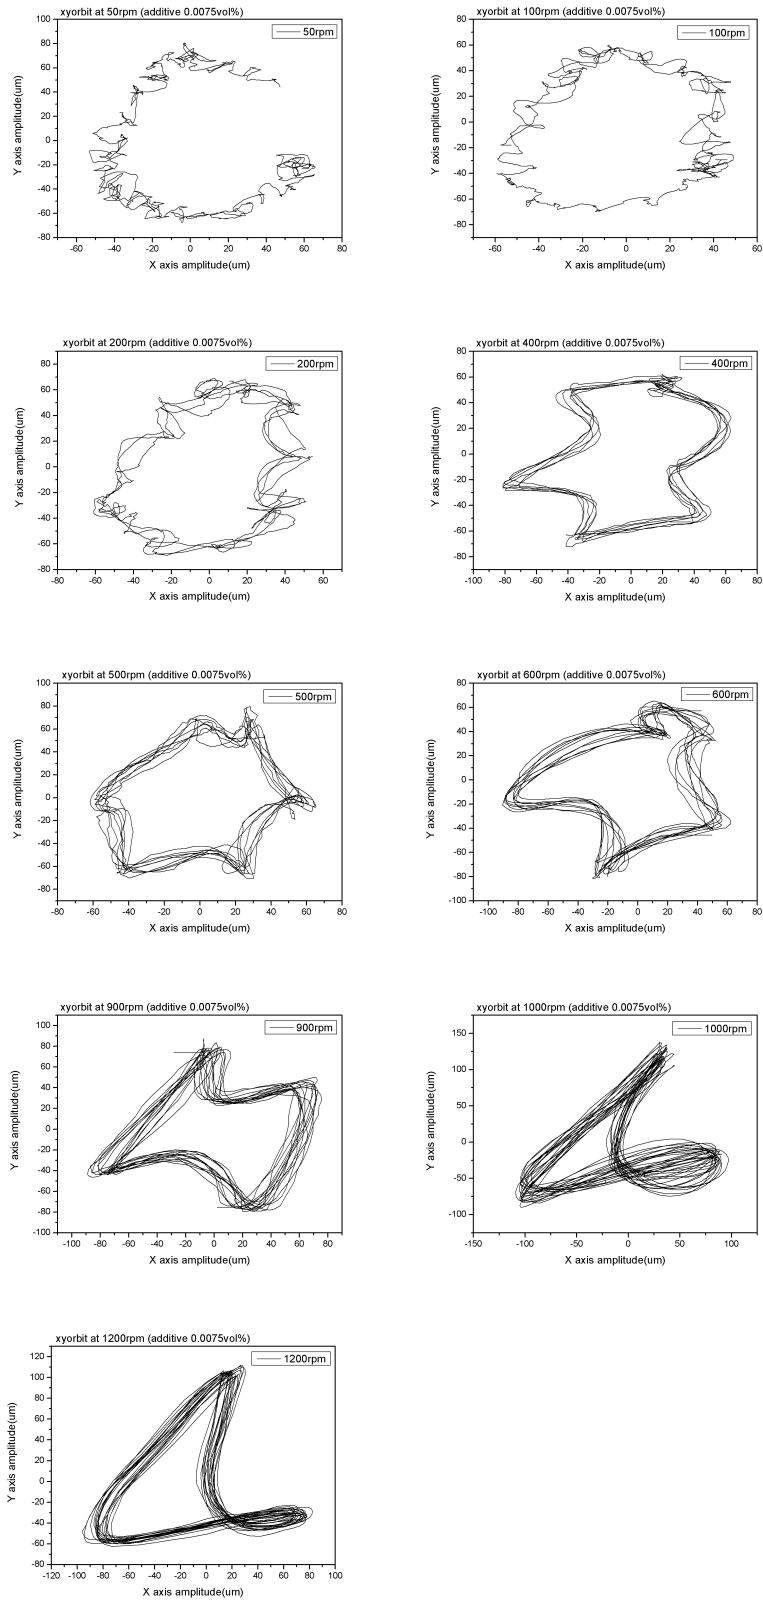 xyorbit at 50rpm (additive 0.0075vol%)
50rpm
Y axis amplitude(um)
100
80
60
40
20
0
-20
-40
-60
-80
-60 -40 -20 0 20 40 60 80
X axis amplitude(um)
xyorbit at 100rpm (additive 0.0075vol%)
100rpm
Y axis amplitude(um)
80
60
40
20
0
-20
-40
-60
-80
-60 -40 -20 0 20 40 60
X axis amplitude(um)
xyorbit at 200rpm (additive 0.0075vol%)
200rpm
Y axis amplitude(um)
80
60
40
20
0
-20
-40
-60
-80
-80 -60 -40 -20 0 20 40 60
X axis amplitude(um)
xyorbit at 400rpm (additive 0.0075vol%)
400rpm
Y axis amplitude(um)
80
60
40
20
0
-20
-40
-60
-80
-100 -80 -60 -40 -20 0 20 40 60 80
X axis amplitude(um)
xyorbit at 500rpm (additive 0.0075vol%)
500rpm
Y axis amplitude(um)
100
80
60
40
20
0
-20
-40
-60
-80
-80 -60 -40 -20 0 20 40 60 80
X axis amplitude(um)
xyorbit at 600rpm (additive 0.0075vol%)
600rpm
Y axis amplitude(um)
80
60
40
20
0
-20
-40
-60
-80
-100
-100 -80 -60 -40 -20 0 20 40 60 80
X axis amplitude(um)
xyorbit at 900rpm (additive 0.0075vol%)
900rpm
Y axis amplitude(um)
100
80
60
40
20
0
-20
-40
-60
-80
-100
-100 -80 -60 -40 -20 0 20 40 60 80
X axis amplitude(um)
xyorbit at 1000rpm (additive 0.0075vol%)
1000rpm
Y axis amplitude(um)
150
100
50
0
-50
-100
-150 -100 -50 0 50 100
X axis amplitude(um)
xyorbit at 1200rpm (additive 0.0075vol%)
1200rpm
Y axis amplitude(um)
120
100
80
60
40
20
0
-20
-40
-60
-80
-120 -100 -80 -60 -40 -20 0 20 40 60 80 100
X axis amplitude(um)